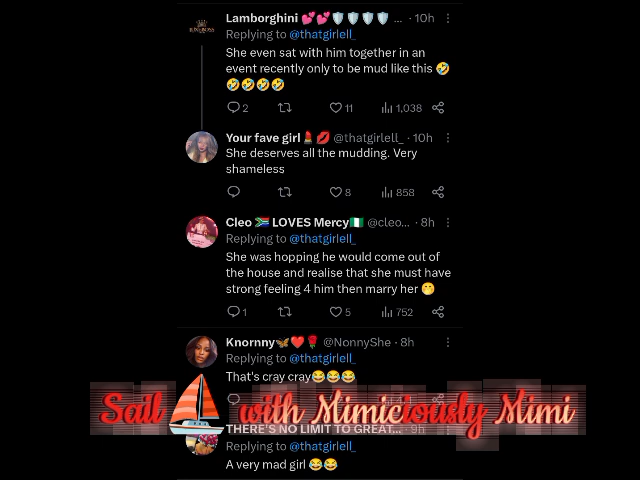 Lamborghini 💕💕🛡🛡🛡🛡 ... · 10h
Replying to @thatgirlell_
She even sat with him together in an
event recently only to be mud like this 🤣
🤣🤣🤣🤣
2 11 1,038
Your fave girl💄💋 @thatgirlell_ · 10h
She deserves all the mudding. Very
shameless
8 858
Cleo 🇿🇦 LOVES Mercy🇳🇬 @cleo... · 8h
Replying to @thatgirlell_
She was hopping he would come out of
the house and realise that she must have
strong feeling 4 him then marry her 🤭
1 5 752
Knornny🦋❤️🌹 @NonnyShe · 8h
Replying to @thatgirlell_
That's cray cray😂😂😂
Sail with Mimiciously Mimi
THERE'S NO LIMIT TO GREAT... · 9h
Replying to @thatgirlell_
A very mad girl 😂😂